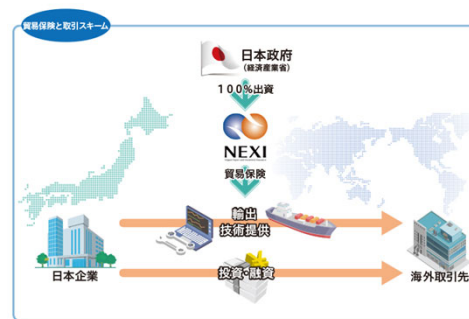 貿易保険と取引スキーム
日本政府
(経済産業省)
100%出資
NEXI
貿易保険
輸出
技術提供
日本企業
投資・融資
海外取引先